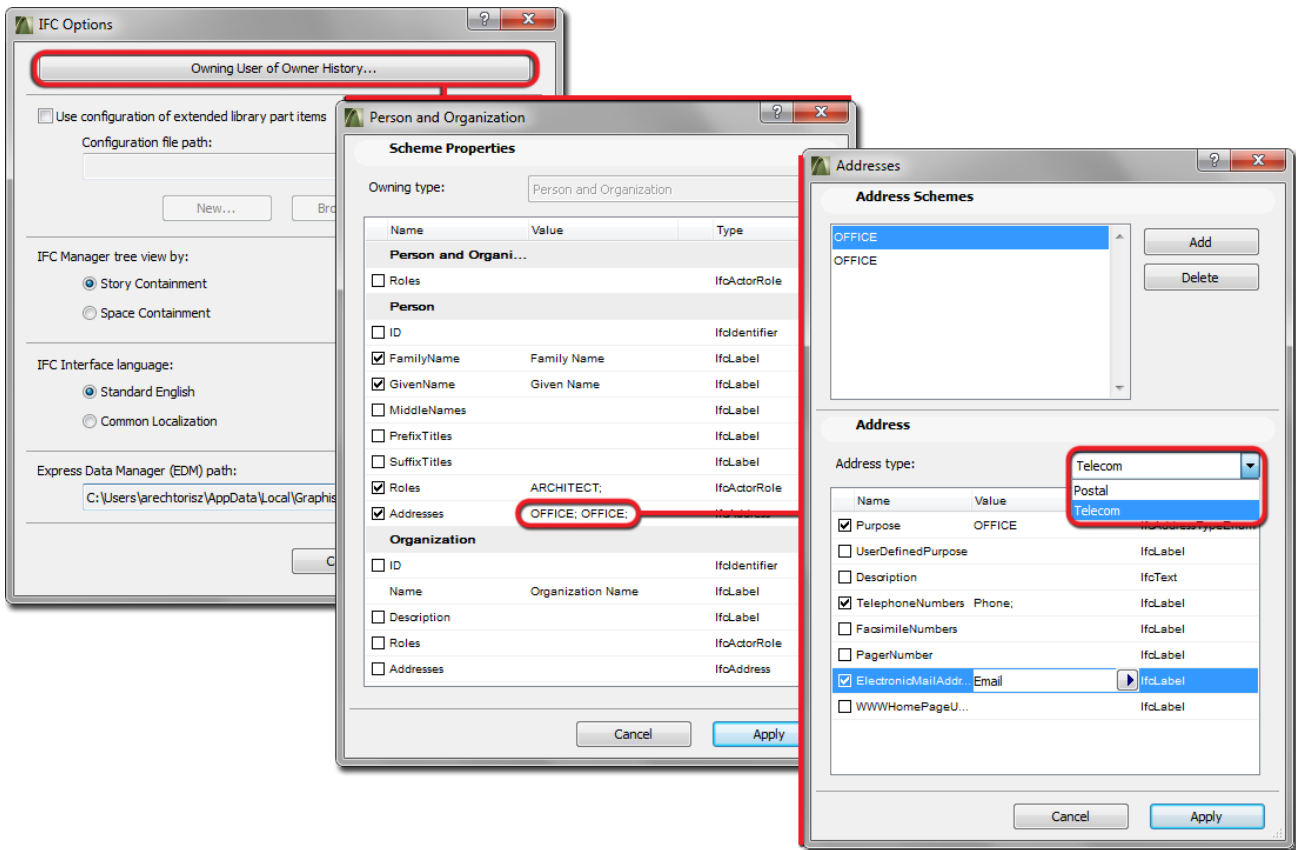 IFC Options
Owning User of Owner History...
Use configuration of extended library part items
Configuration file path:
New...
IFC Manager tree view by:
Story Containment
Space Containment
IFC Interface language:
Standard English
Common Localization
Express Data Manager (EDM) path:
C:\Users\arechtorisz\AppData\Local\Graphis
Person and Organization
Scheme Properties
Owning type:
Person and Organization
Name Value Type
Person and Organi...
Roles IfcActorRole
Person
ID IfcIdentifier
FamilyName Family Name IfcLabel
GivenName Given Name IfcLabel
MiddleNames IfcLabel
PrefixTitles IfcLabel
SuffixTitles IfcLabel
Roles ARCHITECT; IfcActorRole
Addresses OFFICE; OFFICE; IfcAddress
Organization
ID IfcIdentifier
Name Organization Name IfcLabel
Description IfcLabel
Roles IfcActorRole
Addresses IfcAddress
Cancel Apply
Addresses
Address Schemes
OFFICE
OFFICE
Add
Delete
Address
Address type:
Telecom
Postal
Telecom
Name Value
Purpose OFFICE IfcAddressTypeEnum...
UserDefinedPurpose IfcLabel
Description IfcText
TelephoneNumbers Phone; IfcLabel
FacsimileNumbers IfcLabel
PagerNumber IfcLabel
ElectronicMailAddr... Email IfcLabel
WWWHomePageU... IfcLabel
Cancel Apply